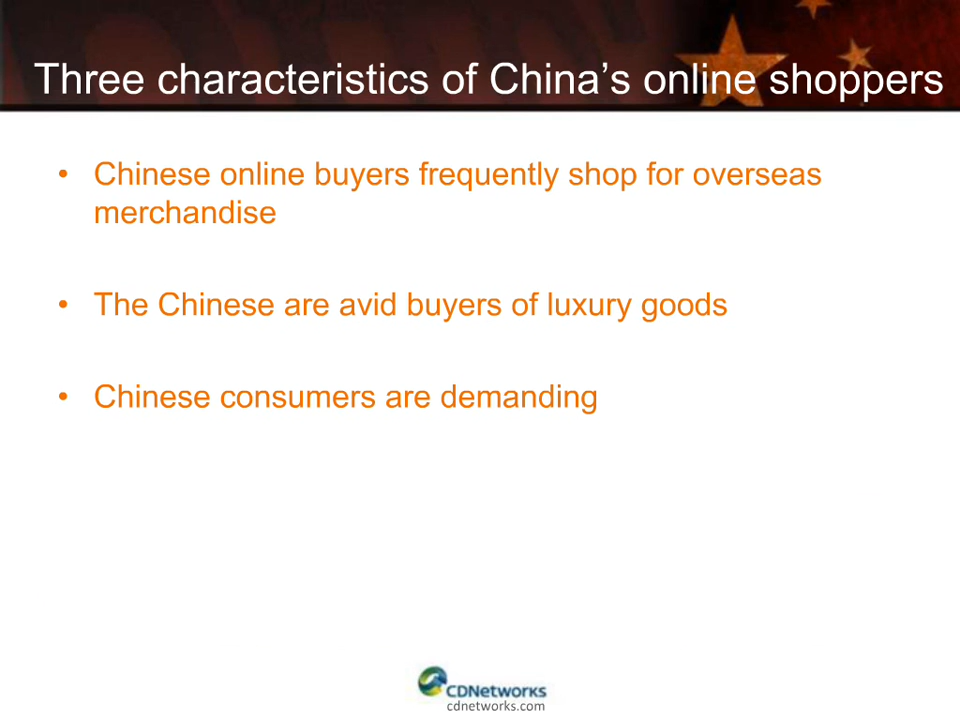 Three characteristics of China’s online shoppers
• Chinese online buyers frequently shop for overseas
merchandise
• The Chinese are avid buyers of luxury goods
• Chinese consumers are demanding
CDNetworks
cdnetworks.com